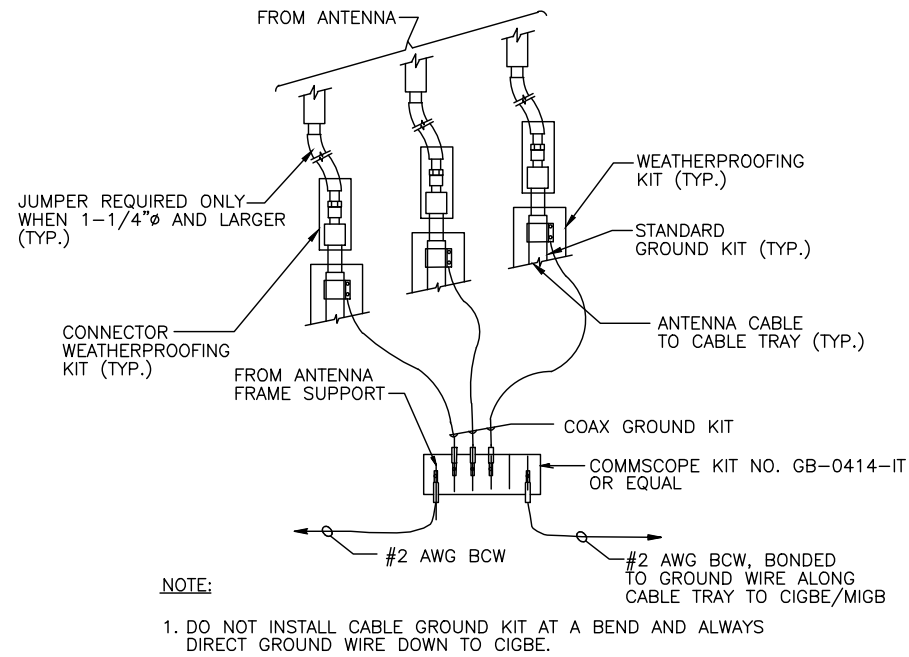 FROM ANTENNA
JUMPER REQUIRED ONLY
WHEN 1-1/4"ø AND LARGER
(TYP.)
WEATHERPROOFING
KIT (TYP.)
STANDARD
GROUND KIT (TYP.)
CONNECTOR
WEATHERPROOFING
KIT (TYP.)
ANTENNA CABLE
TO CABLE TRAY (TYP.)
FROM ANTENNA
FRAME SUPPORT
COAX GROUND KIT
COMMSCOPE KIT NO. GB-0414-IT
OR EQUAL
#2 AWG BCW
#2 AWG BCW, BONDED
TO GROUND WIRE ALONG
CABLE TRAY TO CIGBE/MIGB
NOTE:
1. DO NOT INSTALL CABLE GROUND KIT AT A BEND AND ALWAYS
DIRECT GROUND WIRE DOWN TO CIGBE.